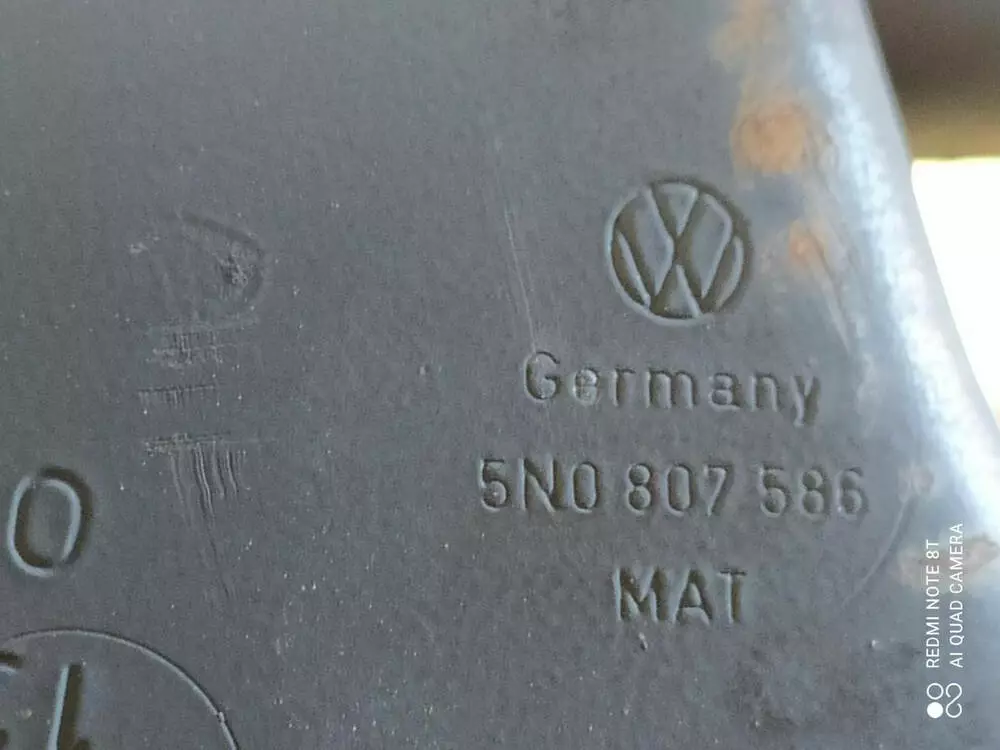 Germany
5N0 807 586
MAT
O
REDMI NOTE 8T
AI QUAD CAMERA